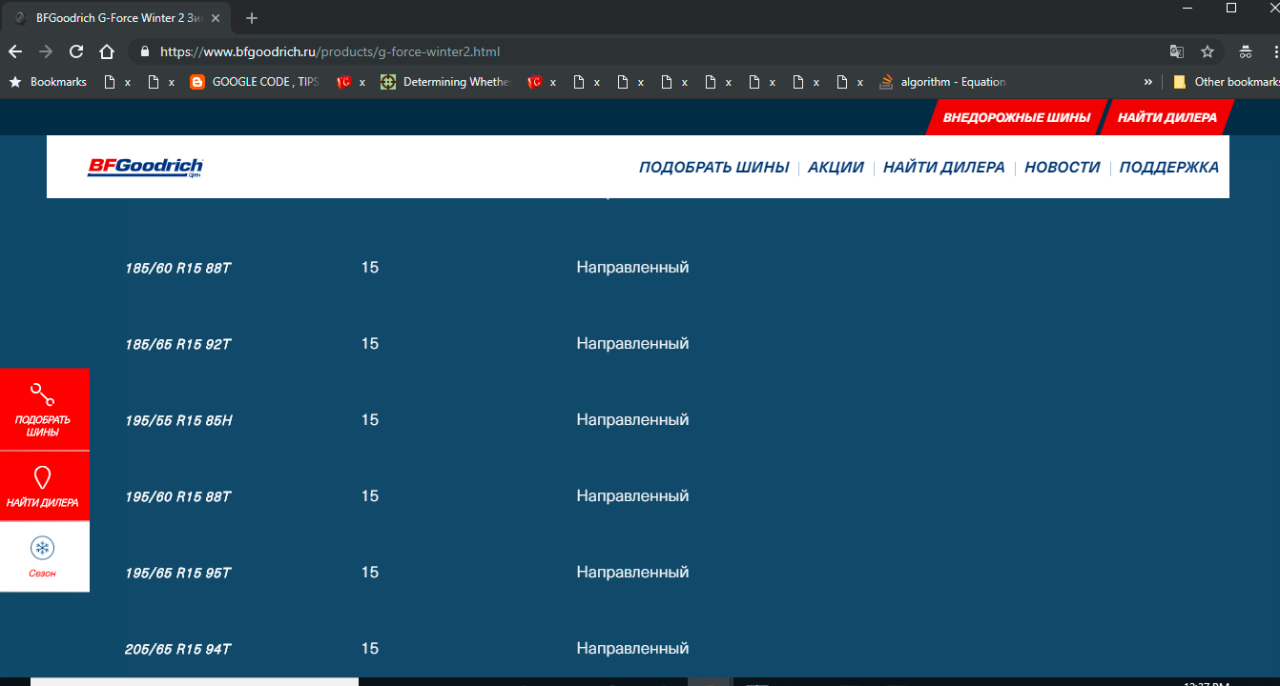 BFGoodrich G-Force Winter 2 Зи
https://www.bfgoodrich.ru/products/g-force-winter2.html
Bookmarks x x GOOGLE CODE , TIPS x Determining Whethe x x x x x x x x algorithm - Equation » Other bookmarks
ВНЕДОРОЖНЫЕ ШИНЫ НАЙТИ ДИЛЕРА
BFGoodrich
ПОДОБРАТЬ ШИНЫ | АКЦИИ | НАЙТИ ДИЛЕРА | НОВОСТИ | ПОДДЕРЖКА
185/60 R15 88T 15 Направленный
185/65 R15 92T 15 Направленный
195/55 R15 85H 15 Направленный
195/60 R15 88T 15 Направленный
195/65 R15 95T 15 Направленный
205/65 R15 94T 15 Направленный
ПОДОБРАТЬ
ШИНЫ
НАЙТИ ДИЛЕРА
Сезон